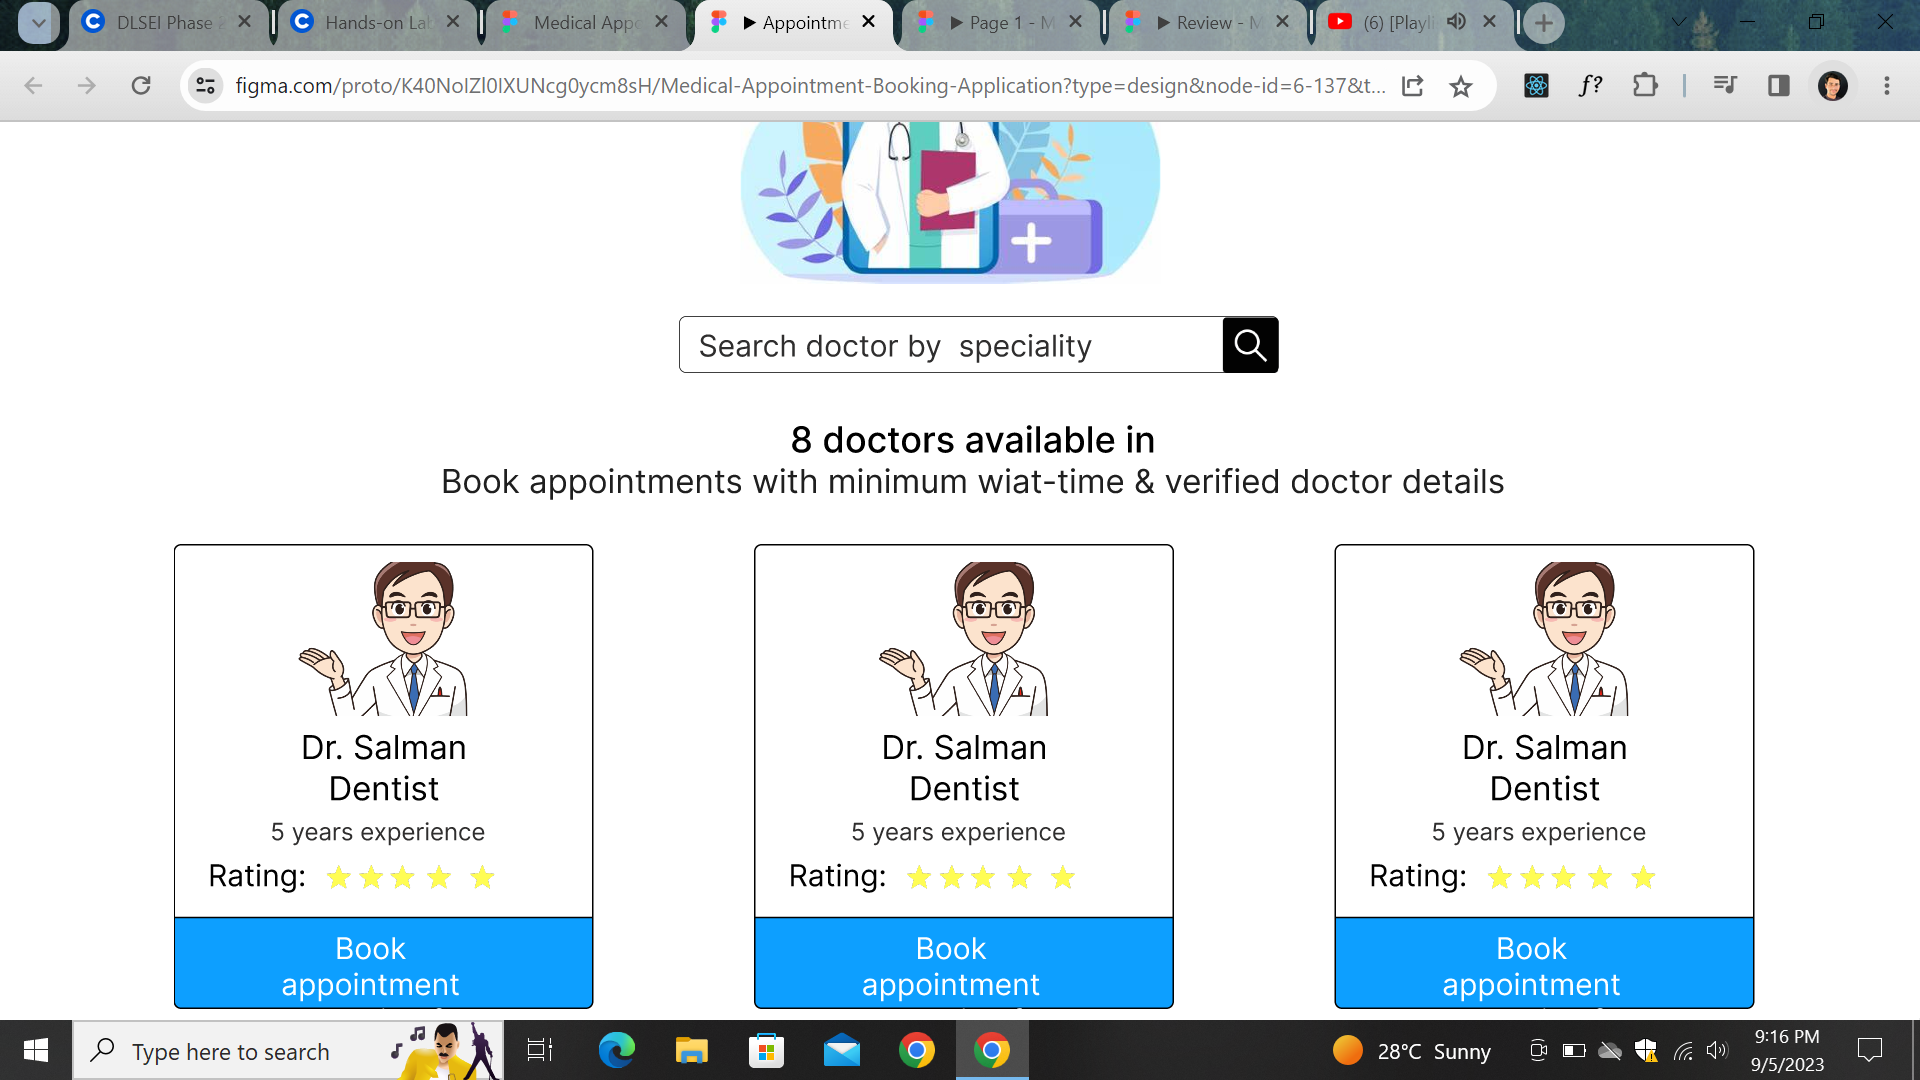 DLSEI Phase
Hands-on Lab
Medical Appo
▶ Appointme
▶ Page 1 - M
▶ Review - M
(6) [Playli
figma.com/proto/K40NoIZl0IXUNcg0ycm8sH/Medical-Appointment-Booking-Application?type=design&node-id=6-137&t...
f?
Search doctor by  speciality
8 doctors available in
Book appointments with minimum wiat-time & verified doctor details
Dr. Salman
Dentist
5 years experience
Rating:
Book
appointment
Dr. Salman
Dentist
5 years experience
Rating:
Book
appointment
Dr. Salman
Dentist
5 years experience
Rating:
Book
appointment
Type here to search
28°C Sunny
9:16 PM
9/5/2023